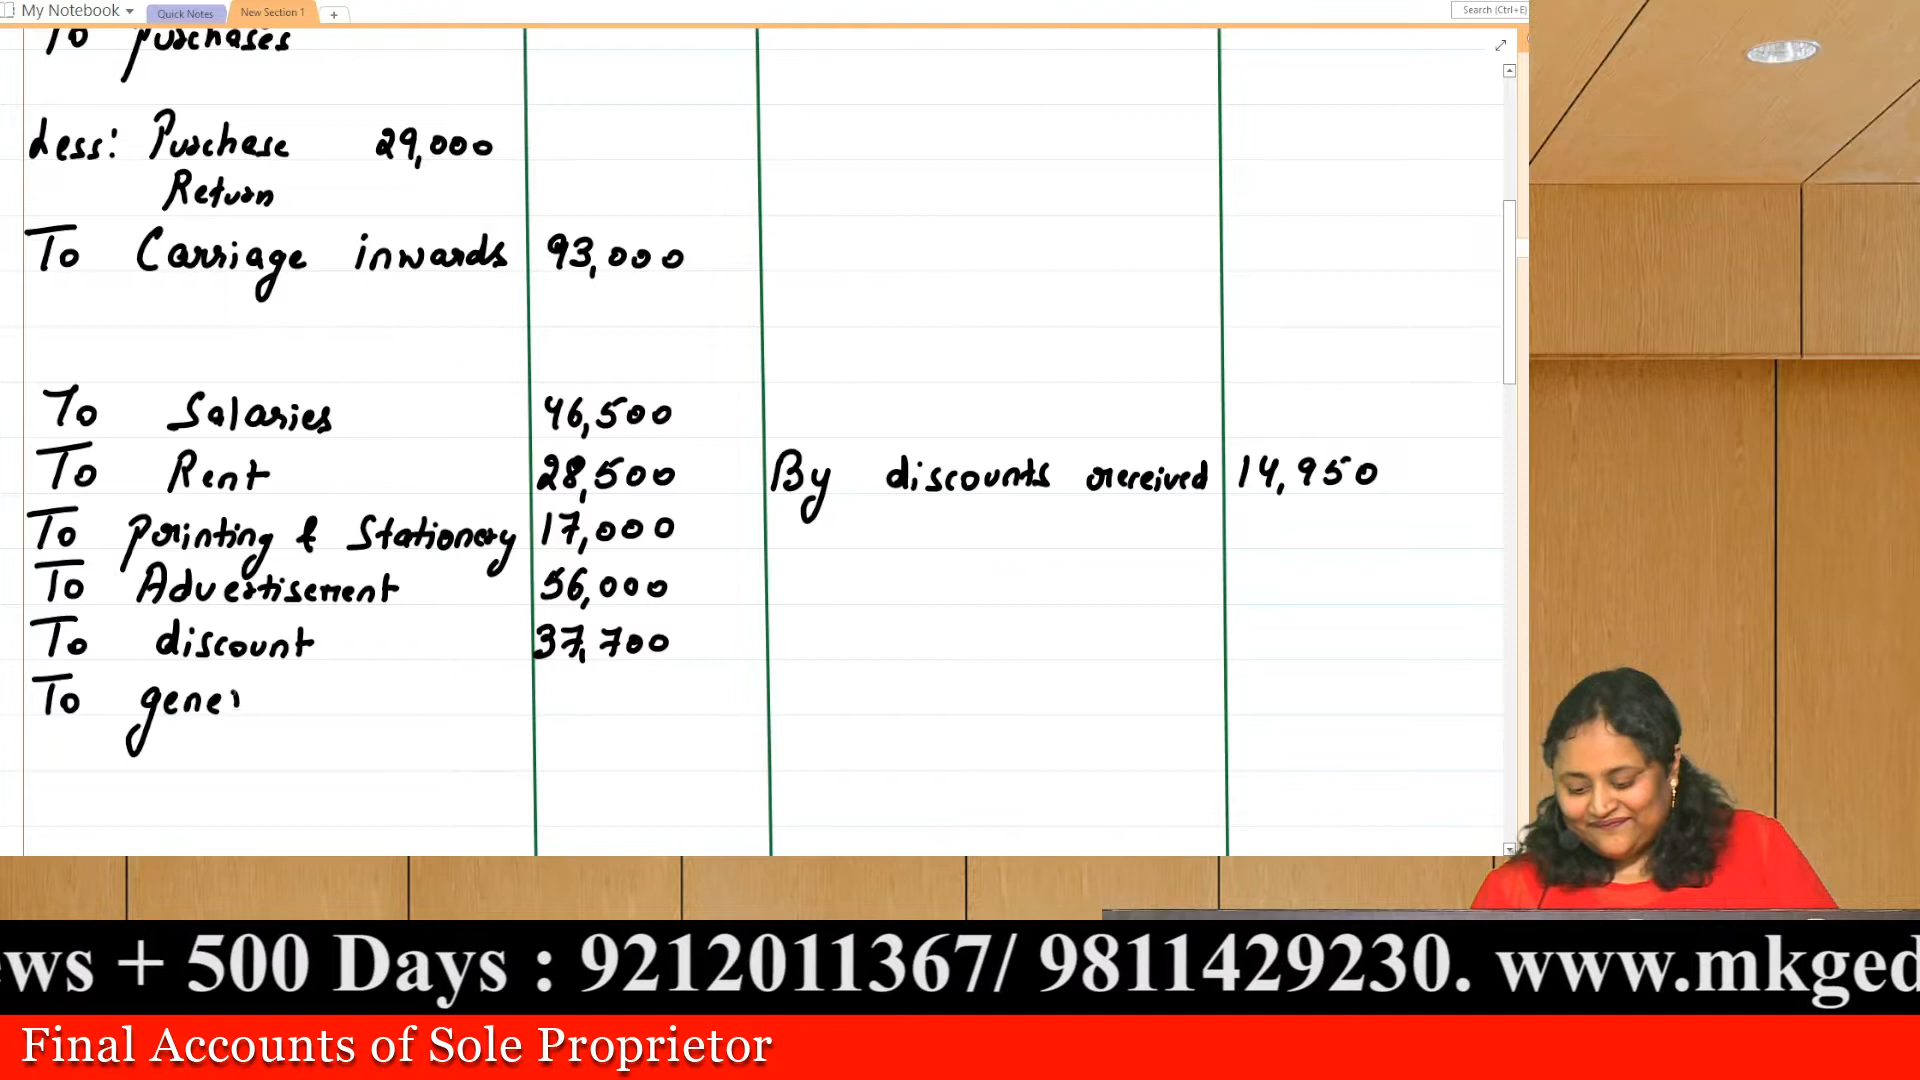 My Notebook
Quick Notes
New Section 1
+
Search (Ctrl+E)
To purchases
Less: Purchase 29,000
Return
To Carriage inwards 93,000
To Salaries 46,500
To Rent 28,500 By discounts received 14,950
To Printing & Stationery 17,000
To Advertisement 56,000
To discount 37,700
To gener
ews + 500 Days : 9212011367/ 9811429230. www.mkged
Final Accounts of Sole Proprietor